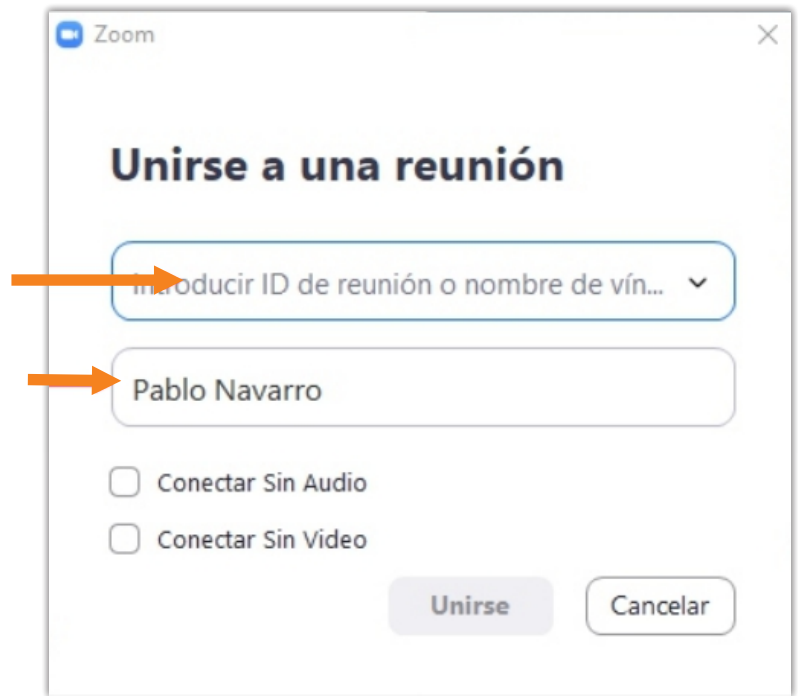 Zoom
Unirse a una reunión
Introducir ID de reunión o nombre de vín...
Pablo Navarro
Conectar Sin Audio
Conectar Sin Video
Unirse
Cancelar